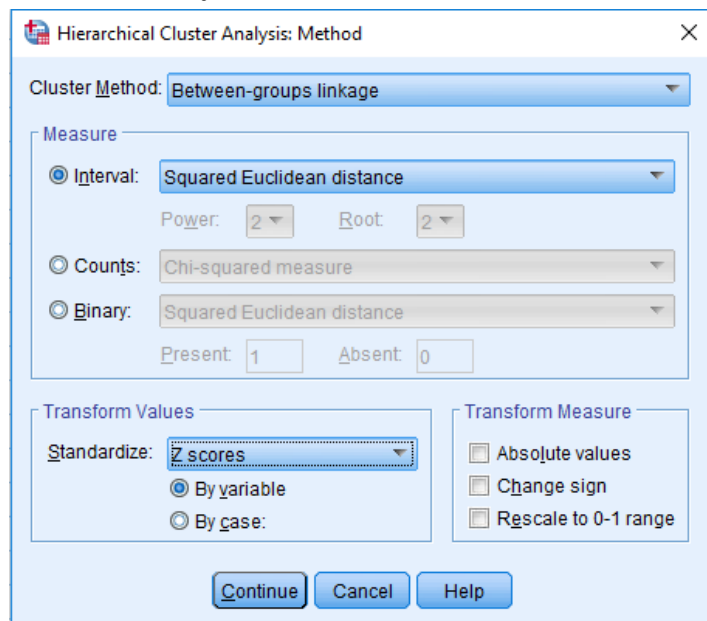 Hierarchical Cluster Analysis: Method
Cluster Method: Between-groups linkage
Measure
Interval: Squared Euclidean distance
Power: 2 Root: 2
Counts: Chi-squared measure
Binary: Squared Euclidean distance
Present: 1 Absent: 0
Transform Values
Standardize: Z scores
By variable
By case:
Transform Measure
Absolute values
Change sign
Rescale to 0-1 range
Continue Cancel Help